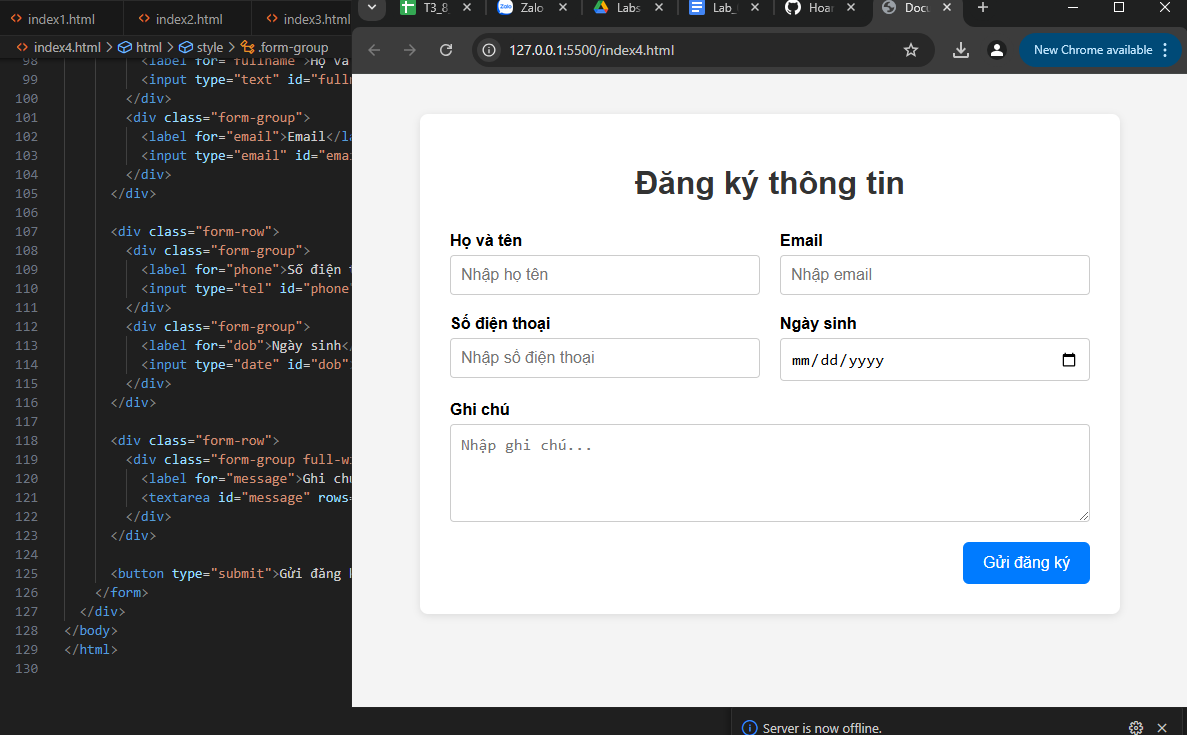 index1.html
index2.html
index3.html
index4.html > html > style > .form-group
98 <label for="fullname">Họ và
99 <input type="text" id="full
100 </div>
101 <div class="form-group">
102 <label for="email">Email</la
103 <input type="email" id="ema
104 </div>
105 </div>
106
107 <div class="form-row">
108 <div class="form-group">
109 <label for="phone">Số điện t
110 <input type="tel" id="phone"
111 </div>
112 <div class="form-group">
113 <label for="dob">Ngày sinh</
114 <input type="date" id="dob"
115 </div>
116 </div>
117
118 <div class="form-row">
119 <div class="form-group full-wi
120 <label for="message">Ghi chú
121 <textarea id="message" rows=
122 </div>
123 </div>
124
125 <button type="submit">Gửi đăng k
126 </form>
127 </div>
128 </body>
129 </html>
130
T3_8_
Zalo
Zalo
Labs
Lab_
Hoar
Docu
127.0.0.1:5500/index4.html
New Chrome available
Đăng ký thông tin
Họ và tên
Email
Nhập họ tên
Nhập email
Số điện thoại
Ngày sinh
Nhập số điện thoại
mm/dd/yyyy
Ghi chú
Nhập ghi chú...
Gửi đăng ký
Server is now offline.